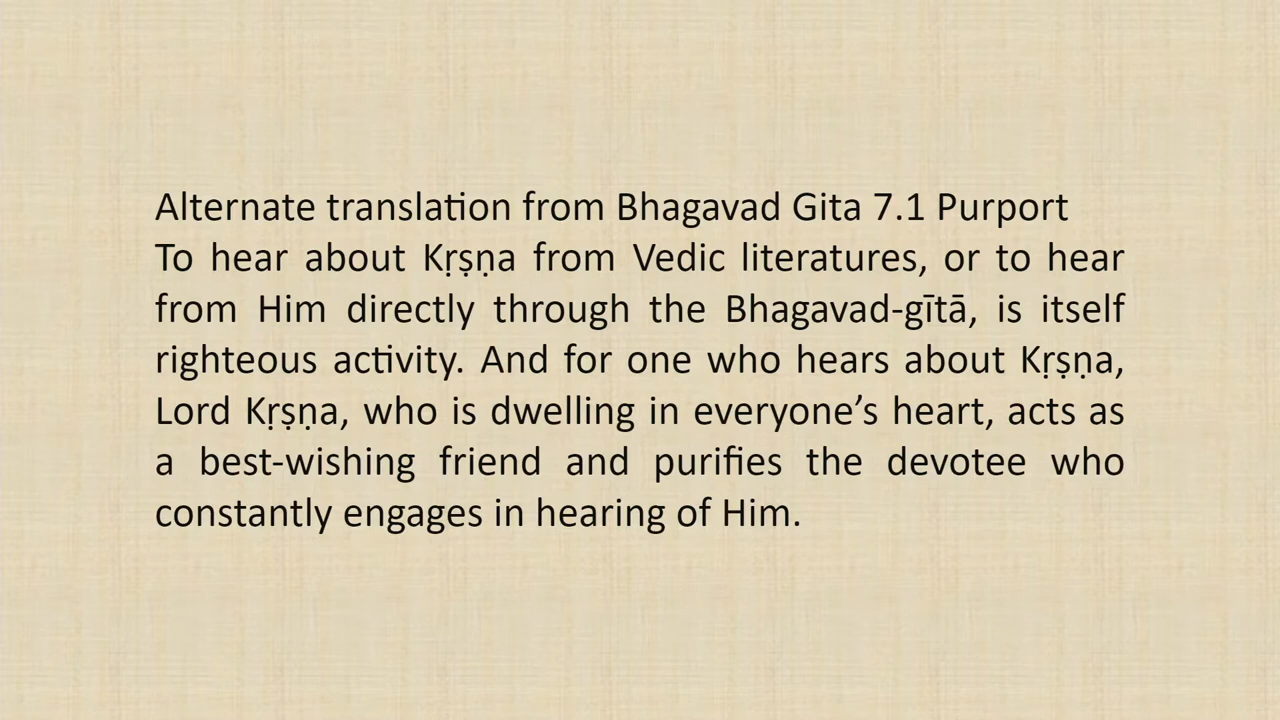 Alternate translation from Bhagavad Gita 7.1 Purport
To hear about Kṛṣṇa from Vedic literatures, or to hear
from Him directly through the Bhagavad-gītā, is itself
righteous activity. And for one who hears about Kṛṣṇa,
Lord Kṛṣṇa, who is dwelling in everyone’s heart, acts as
a best-wishing friend and purifies the devotee who
constantly engages in hearing of Him.